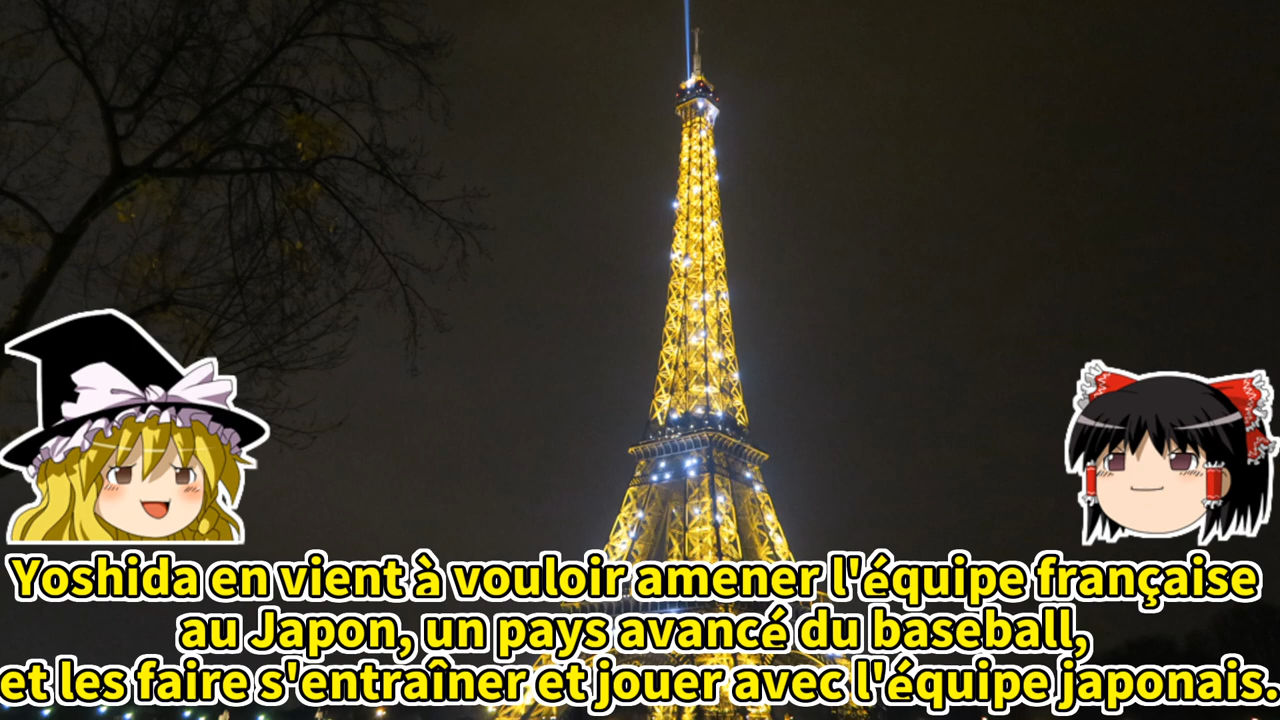 Yoshida en vient à vouloir amener l'équipe française
au Japon, un pays avancé du baseball,
et les faire s'entraîner et jouer avec l'équipe japonais.